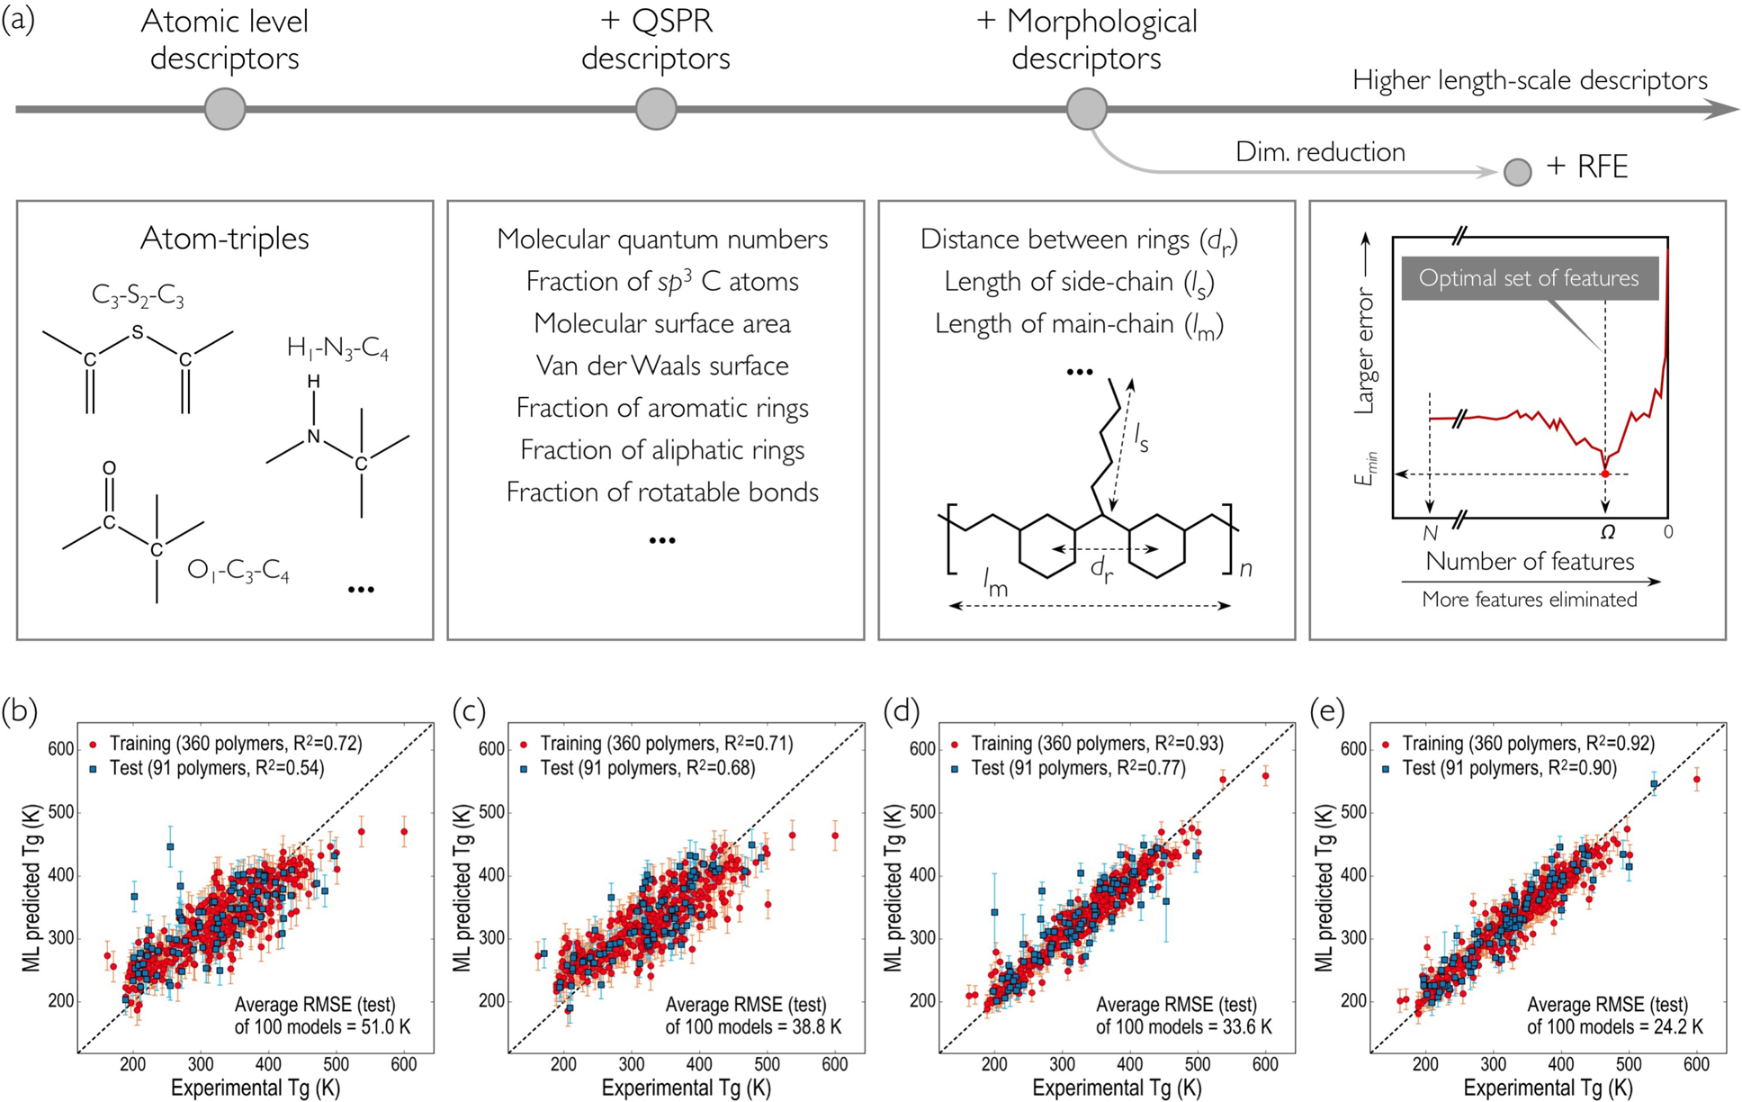 (a)
Atomic level
descriptors
+ QSPR
descriptors
+ Morphological
descriptors
Higher length-scale descriptors
Dim. reduction
+ RFE
Atom-triples
C₃-S₂-C₃
S
C
C
H₁-N₃-C₄
H
N
C
O
C
C
O₁-C₃-C₄
•••
Molecular quantum numbers
Fraction of sp³ C atoms
Molecular surface area
Van der Waals surface
Fraction of aromatic rings
Fraction of aliphatic rings
Fraction of rotatable bonds
•••
Distance between rings (dᵣ)
Length of side-chain (lₛ)
Length of main-chain (lₘ)
•••
lₛ
dᵣ
lₘ
n
Optimal set of features
Larger error
Eₘᵢₙ
N
Ω
0
Number of features
More features eliminated
(b)
Training (360 polymers, R²=0.72)
Test (91 polymers, R²=0.54)
ML predicted Tg (K)
600
500
400
300
200
Average RMSE (test)
of 100 models = 51.0 K
200 300 400 500 600
Experimental Tg (K)
(c)
Training (360 polymers, R²=0.71)
Test (91 polymers, R²=0.68)
ML predicted Tg (K)
600
500
400
300
200
Average RMSE (test)
of 100 models = 38.8 K
200 300 400 500 600
Experimental Tg (K)
(d)
Training (360 polymers, R²=0.93)
Test (91 polymers, R²=0.77)
ML predicted Tg (K)
600
500
400
300
200
Average RMSE (test)
of 100 models = 33.6 K
200 300 400 500 600
Experimental Tg (K)
(e)
Training (360 polymers, R²=0.92)
Test (91 polymers, R²=0.90)
ML predicted Tg (K)
600
500
400
300
200
Average RMSE (test)
of 100 models = 24.2 K
200 300 400 500 600
Experimental Tg (K)